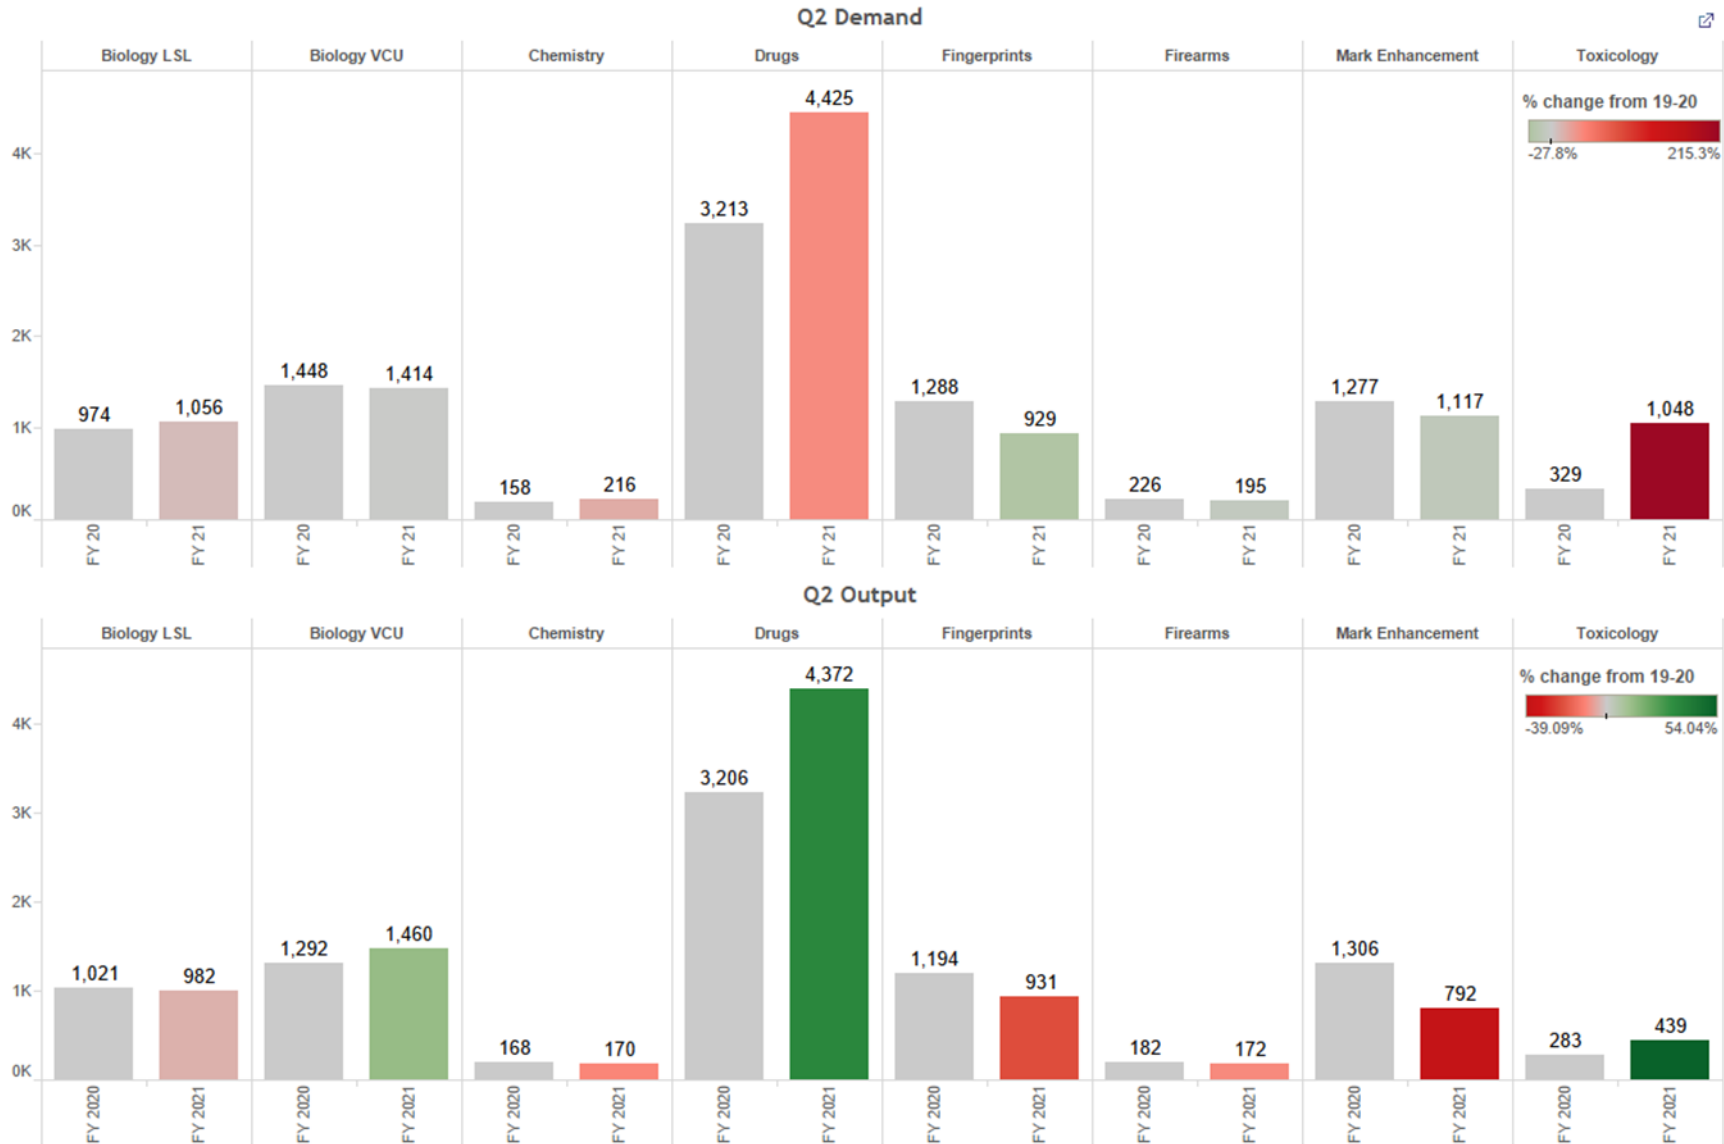 Q2 Demand
Biology LSL Biology VCU Chemistry Drugs Fingerprints Firearms Mark Enhancement Toxicology
% change from 19-20
-27.8% 215.3%
4K
3K
2K
1K
0K
974 1,056 1,448 1,414 158 216 3,213 4,425 1,288 929 226 195 1,277 1,117 329 1,048
FY 20 FY 21 FY 20 FY 21 FY 20 FY 21 FY 20 FY 21 FY 20 FY 21 FY 20 FY 21 FY 20 FY 21 FY 20 FY 21
Q2 Output
Biology LSL Biology VCU Chemistry Drugs Fingerprints Firearms Mark Enhancement Toxicology
% change from 19-20
-39.09% 54.04%
4K
3K
2K
1K
0K
1,021 982 1,292 1,460 168 170 3,206 4,372 1,194 931 182 172 1,306 792 283 439
FY 2020 FY 2021 FY 2020 FY 2021 FY 2020 FY 2021 FY 2020 FY 2021 FY 2020 FY 2021 FY 2020 FY 2021 FY 2020 FY 2021 FY 2020 FY 2021